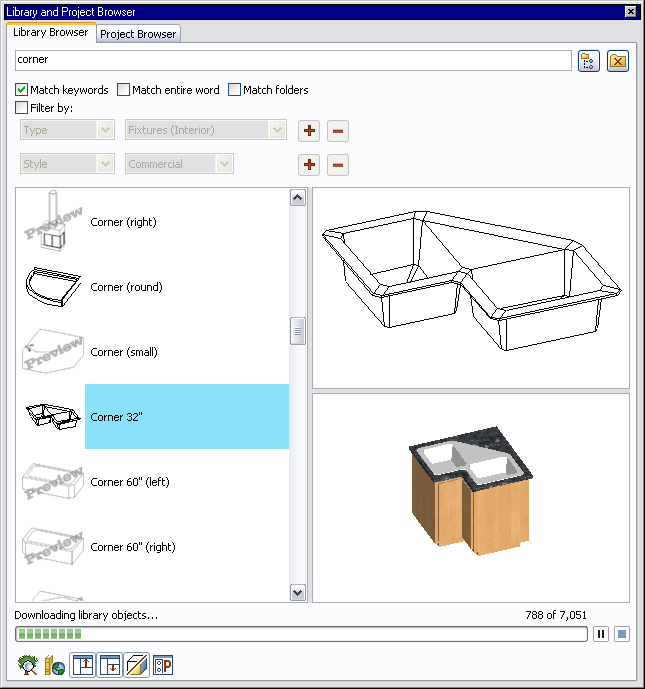 Library and Project Browser
Library Browser
Project Browser
corner
Match keywords
Match entire word
Match folders
Filter by:
Type
Fixtures (Interior)
Style
Commercial
Preview
Corner (right)
Corner (round)
Preview
Corner (small)
Corner 32"
Preview
Corner 60" (left)
Preview
Corner 60" (right)
Downloading library objects...
788 of 7,051
P